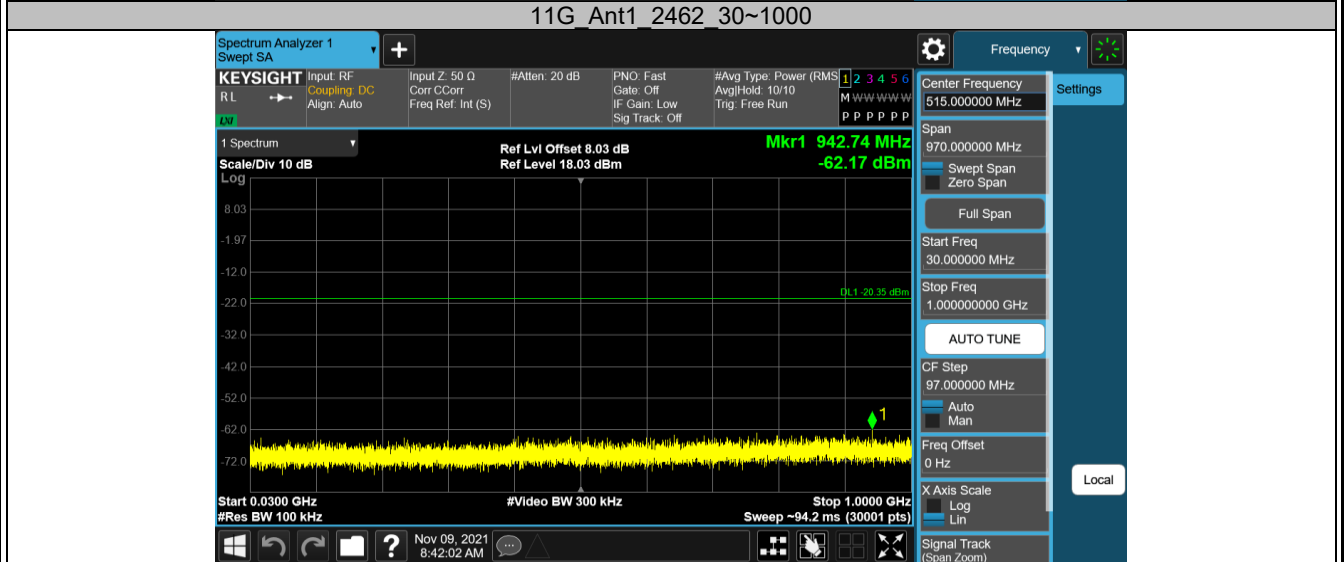 11G_Ant1_2462_30~1000
Spectrum Analyzer 1
Swept SA
+
Frequency
KEYSIGHT
RL
LXI
Input: RF
Coupling: DC
Align: Auto
Input Z: 50 Ω
Corr CCorr
Freq Ref: Int (S)
#Atten: 20 dB
PNO: Fast
Gate: Off
IF Gain: Low
Sig Track: Off
#Avg Type: Power (RMS
Avg|Hold: 10/10
Trig: Free Run
1 2 3 4 5 6
M W W W W W
P P P P P P
1 Spectrum
Scale/Div 10 dB
Log
Ref Lvl Offset 8.03 dB
Ref Level 18.03 dBm
Mkr1 942.74 MHz
-62.17 dBm
8.03
-1.97
-12.0
DL1 -20.35 dBm
-22.0
-32.0
-42.0
-52.0
1
-62.0
-72.0
Start 0.0300 GHz
#Res BW 100 kHz
#Video BW 300 kHz
Stop 1.0000 GHz
Sweep ~94.2 ms (30001 pts)
?
Nov 09, 2021
8:42:02 AM
Center Frequency
515.000000 MHz
Settings
Span
970.000000 MHz
Swept Span
Zero Span
Full Span
Start Freq
30.000000 MHz
Stop Freq
1.000000000 GHz
AUTO TUNE
CF Step
97.000000 MHz
Auto
Man
Freq Offset
0 Hz
Local
X Axis Scale
Log
Lin
Signal Track
(Span Zoom)